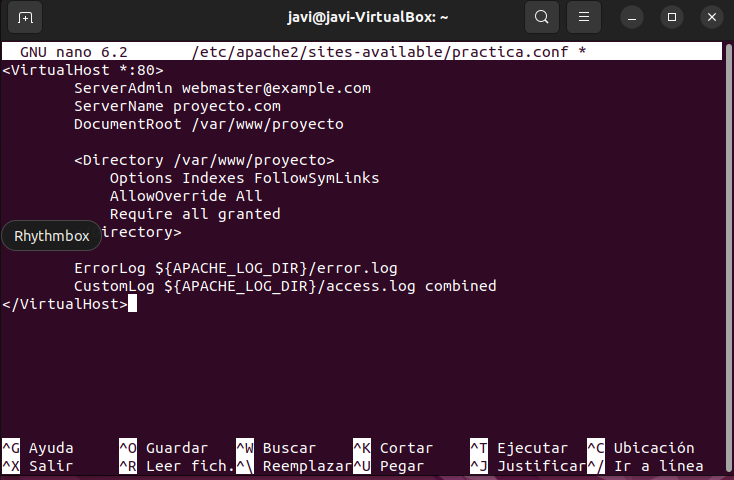 javi@javi-VirtualBox: ~
GNU nano 6.2 /etc/apache2/sites-available/practica.conf *
<VirtualHost *:80>
ServerAdmin webmaster@example.com
ServerName proyecto.com
DocumentRoot /var/www/proyecto
<Directory /var/www/proyecto>
Options Indexes FollowSymLinks
AllowOverride All
Require all granted
Rhythmbox
irectory>
ErrorLog ${APACHE_LOG_DIR}/error.log
CustomLog ${APACHE_LOG_DIR}/access.log combined
</VirtualHost>
^G Ayuda ^O Guardar ^W Buscar ^K Cortar ^T Ejecutar ^C Ubicación
^X Salir ^R Leer fich. ^\ Reemplazar ^U Pegar ^J Justificar ^/ Ir a línea